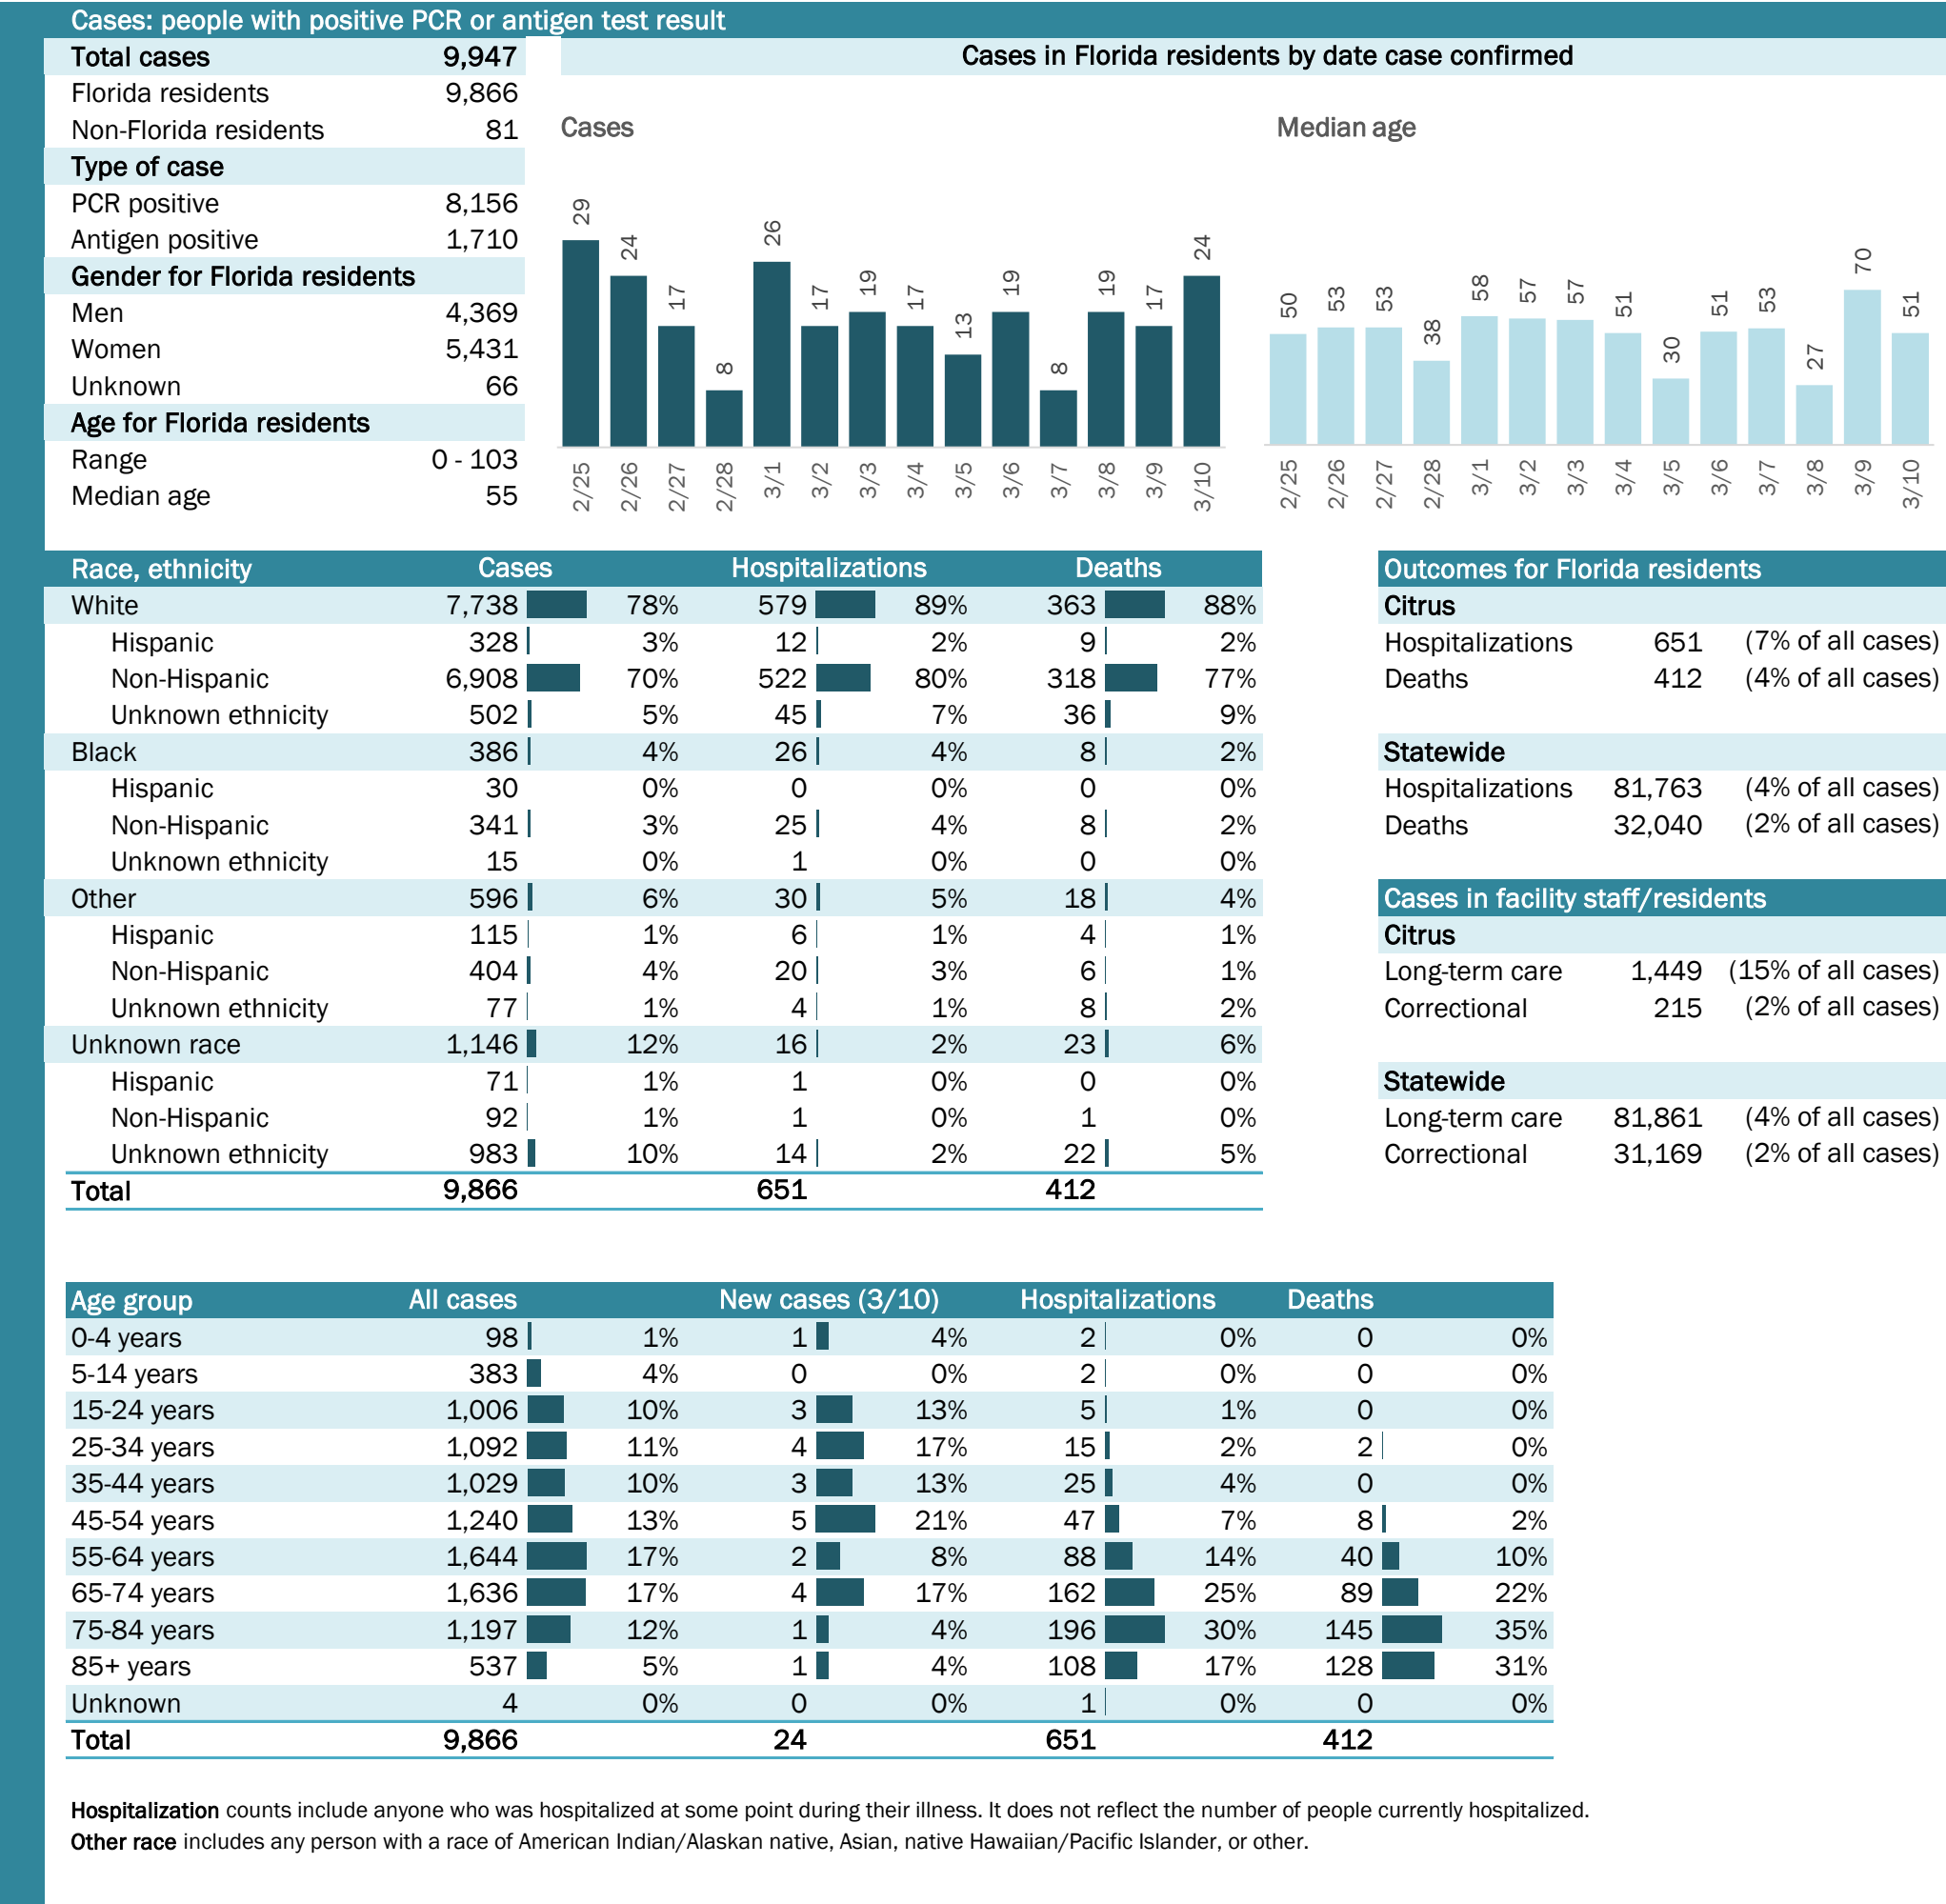 Cases: people with positive PCR or antigen test result
Total cases 9,947
Florida residents 9,866
Non-Florida residents 81
Type of case
PCR positive 8,156
Antigen positive 1,710
Gender for Florida residents
Men 4,369
Women 5,431
Unknown 66
Age for Florida residents
Range 0 - 103
Median age 55
Cases in Florida residents by date case confirmed
Cases
29 24 17 8 26 17 19 17 13 19 8 19 17 24
2/25 2/26 2/27 2/28 3/1 3/2 3/3 3/4 3/5 3/6 3/7 3/8 3/9 3/10
Median age
50 53 53 38 58 57 57 51 30 51 53 27 70 51
2/25 2/26 2/27 2/28 3/1 3/2 3/3 3/4 3/5 3/6 3/7 3/8 3/9 3/10
Race, ethnicity Cases Hospitalizations Deaths
White 7,738 78% 579 89% 363 88%
Hispanic 328 3% 12 2% 9 2%
Non-Hispanic 6,908 70% 522 80% 318 77%
Unknown ethnicity 502 5% 45 7% 36 9%
Black 386 4% 26 4% 8 2%
Hispanic 30 0% 0 0% 0 0%
Non-Hispanic 341 3% 25 4% 8 2%
Unknown ethnicity 15 0% 1 0% 0 0%
Other 596 6% 30 5% 18 4%
Hispanic 115 1% 6 1% 4 1%
Non-Hispanic 404 4% 20 3% 6 1%
Unknown ethnicity 77 1% 4 1% 8 2%
Unknown race 1,146 12% 16 2% 23 6%
Hispanic 71 1% 1 0% 0 0%
Non-Hispanic 92 1% 1 0% 1 0%
Unknown ethnicity 983 10% 14 2% 22 5%
Total 9,866 651 412
Outcomes for Florida residents
Citrus
Hospitalizations 651 (7% of all cases)
Deaths 412 (4% of all cases)
Statewide
Hospitalizations 81,763 (4% of all cases)
Deaths 32,040 (2% of all cases)
Cases in facility staff/residents
Citrus
Long-term care 1,449 (15% of all cases)
Correctional 215 (2% of all cases)
Statewide
Long-term care 81,861 (4% of all cases)
Correctional 31,169 (2% of all cases)
Age group All cases New cases (3/10) Hospitalizations Deaths
0-4 years 98 1% 1 4% 2 0% 0 0%
5-14 years 383 4% 0 0% 2 0% 0 0%
15-24 years 1,006 10% 3 13% 5 1% 0 0%
25-34 years 1,092 11% 4 17% 15 2% 2 0%
35-44 years 1,029 10% 3 13% 25 4% 0 0%
45-54 years 1,240 13% 5 21% 47 7% 8 2%
55-64 years 1,644 17% 2 8% 88 14% 40 10%
65-74 years 1,636 17% 4 17% 162 25% 89 22%
75-84 years 1,197 12% 1 4% 196 30% 145 35%
85+ years 537 5% 1 4% 108 17% 128 31%
Unknown 4 0% 0 0% 1 0% 0 0%
Total 9,866 24 651 412
Hospitalization counts include anyone who was hospitalized at some point during their illness. It does not reflect the number of people currently hospitalized.
Other race includes any person with a race of American Indian/Alaskan native, Asian, native Hawaiian/Pacific Islander, or other.